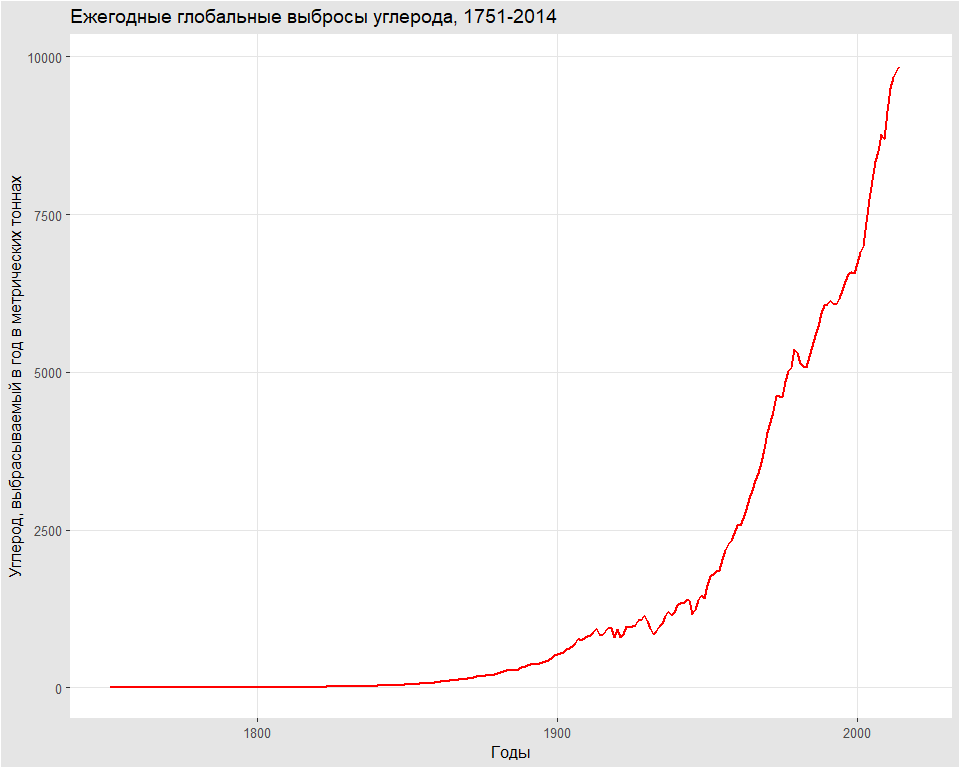 Ежегодные глобальные выбросы углерода, 1751-2014
Углерод, выбрасываемый в год в метрических тоннах
10000
7500
5000
2500
0
1800
1900
2000
Годы